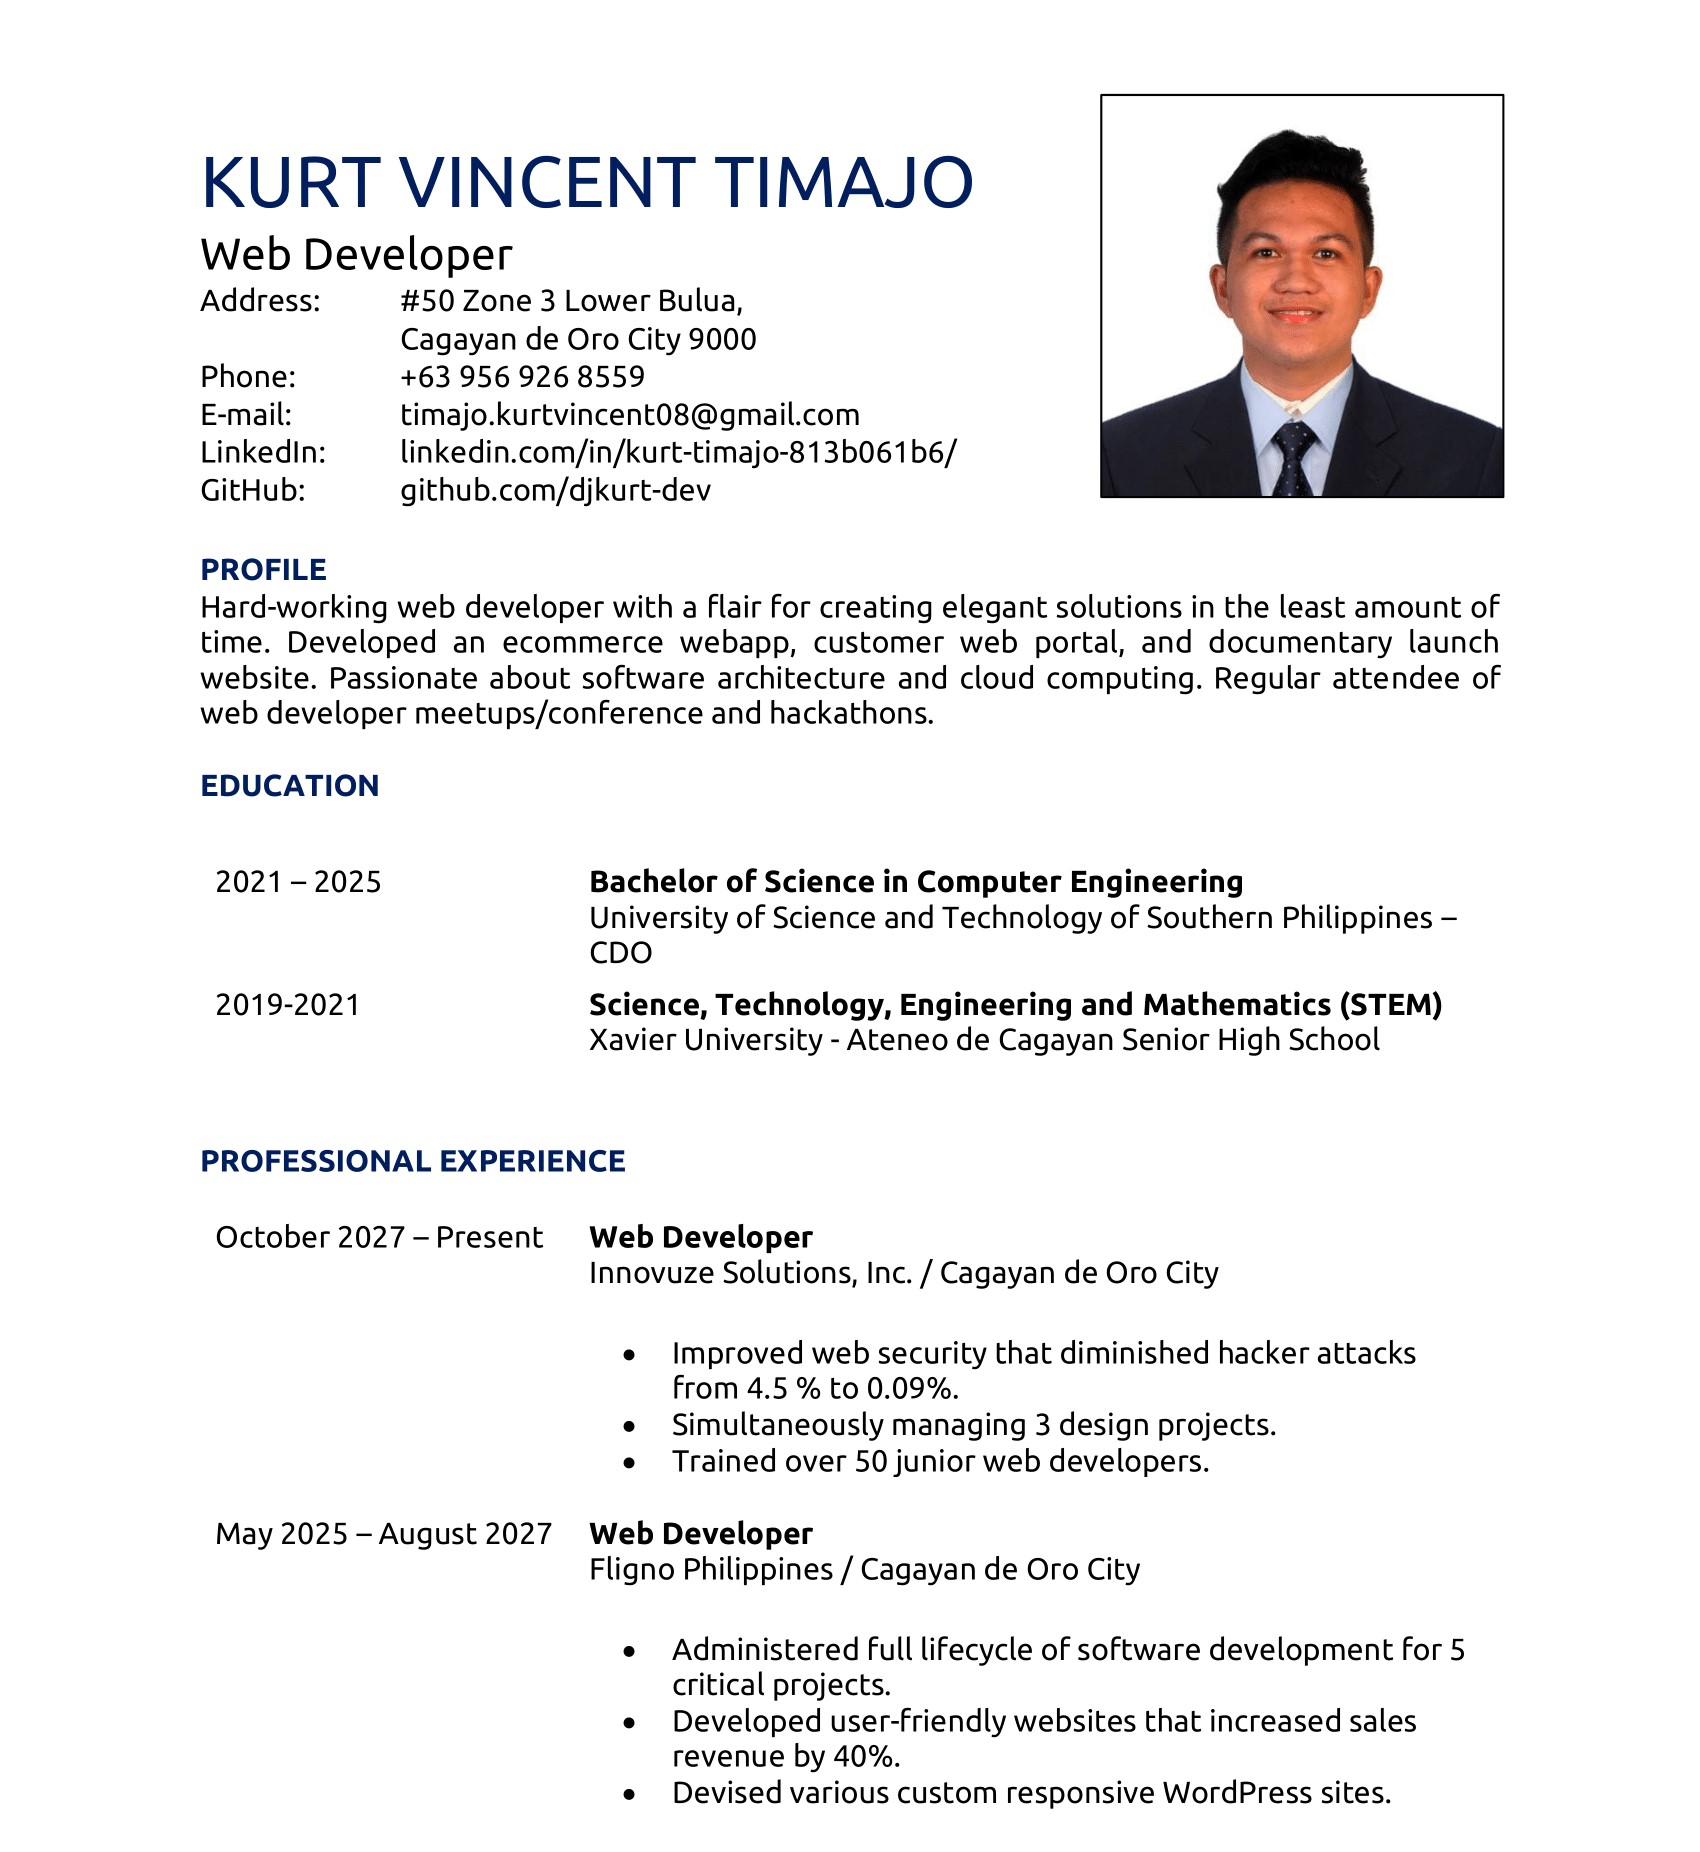 KURT VINCENT TIMAJO
Web Developer
Address: #50 Zone 3 Lower Bulua,
Cagayan de Oro City 9000
Phone: +63 956 926 8559
E-mail: timajo.kurtvincent08@gmail.com
LinkedIn: linkedin.com/in/kurt-timajo-813b061b6/
GitHub: github.com/djkurt-dev
PROFILE
Hard-working web developer with a flair for creating elegant solutions in the least amount of
time. Developed an ecommerce webapp, customer web portal, and documentary launch
website. Passionate about software architecture and cloud computing. Regular attendee of
web developer meetups/conference and hackathons.
EDUCATION
2021 – 2025 Bachelor of Science in Computer Engineering
University of Science and Technology of Southern Philippines –
CDO
2019-2021 Science, Technology, Engineering and Mathematics (STEM)
Xavier University - Ateneo de Cagayan Senior High School
PROFESSIONAL EXPERIENCE
October 2027 – Present Web Developer
Innovuze Solutions, Inc. / Cagayan de Oro City
• Improved web security that diminished hacker attacks
from 4.5 % to 0.09%.
• Simultaneously managing 3 design projects.
• Trained over 50 junior web developers.
May 2025 – August 2027 Web Developer
Fligno Philippines / Cagayan de Oro City
• Administered full lifecycle of software development for 5
critical projects.
• Developed user-friendly websites that increased sales
revenue by 40%.
• Devised various custom responsive WordPress sites.